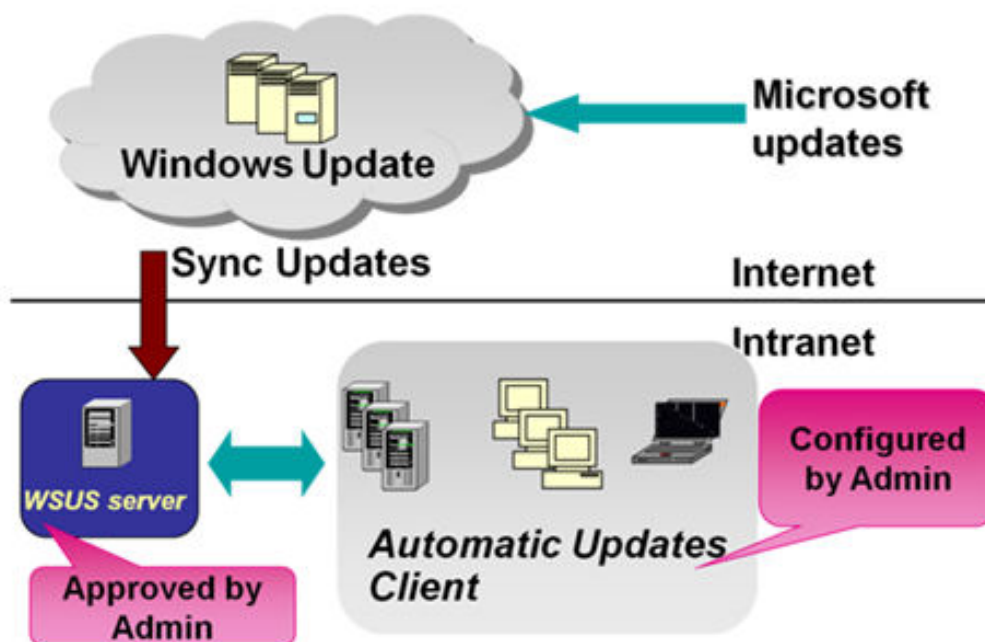 Microsoft
updates
Windows Update
Sync Updates
Internet
Intranet
WSUS server
Configured
by Admin
Automatic Updates
Client
Approved by
Admin